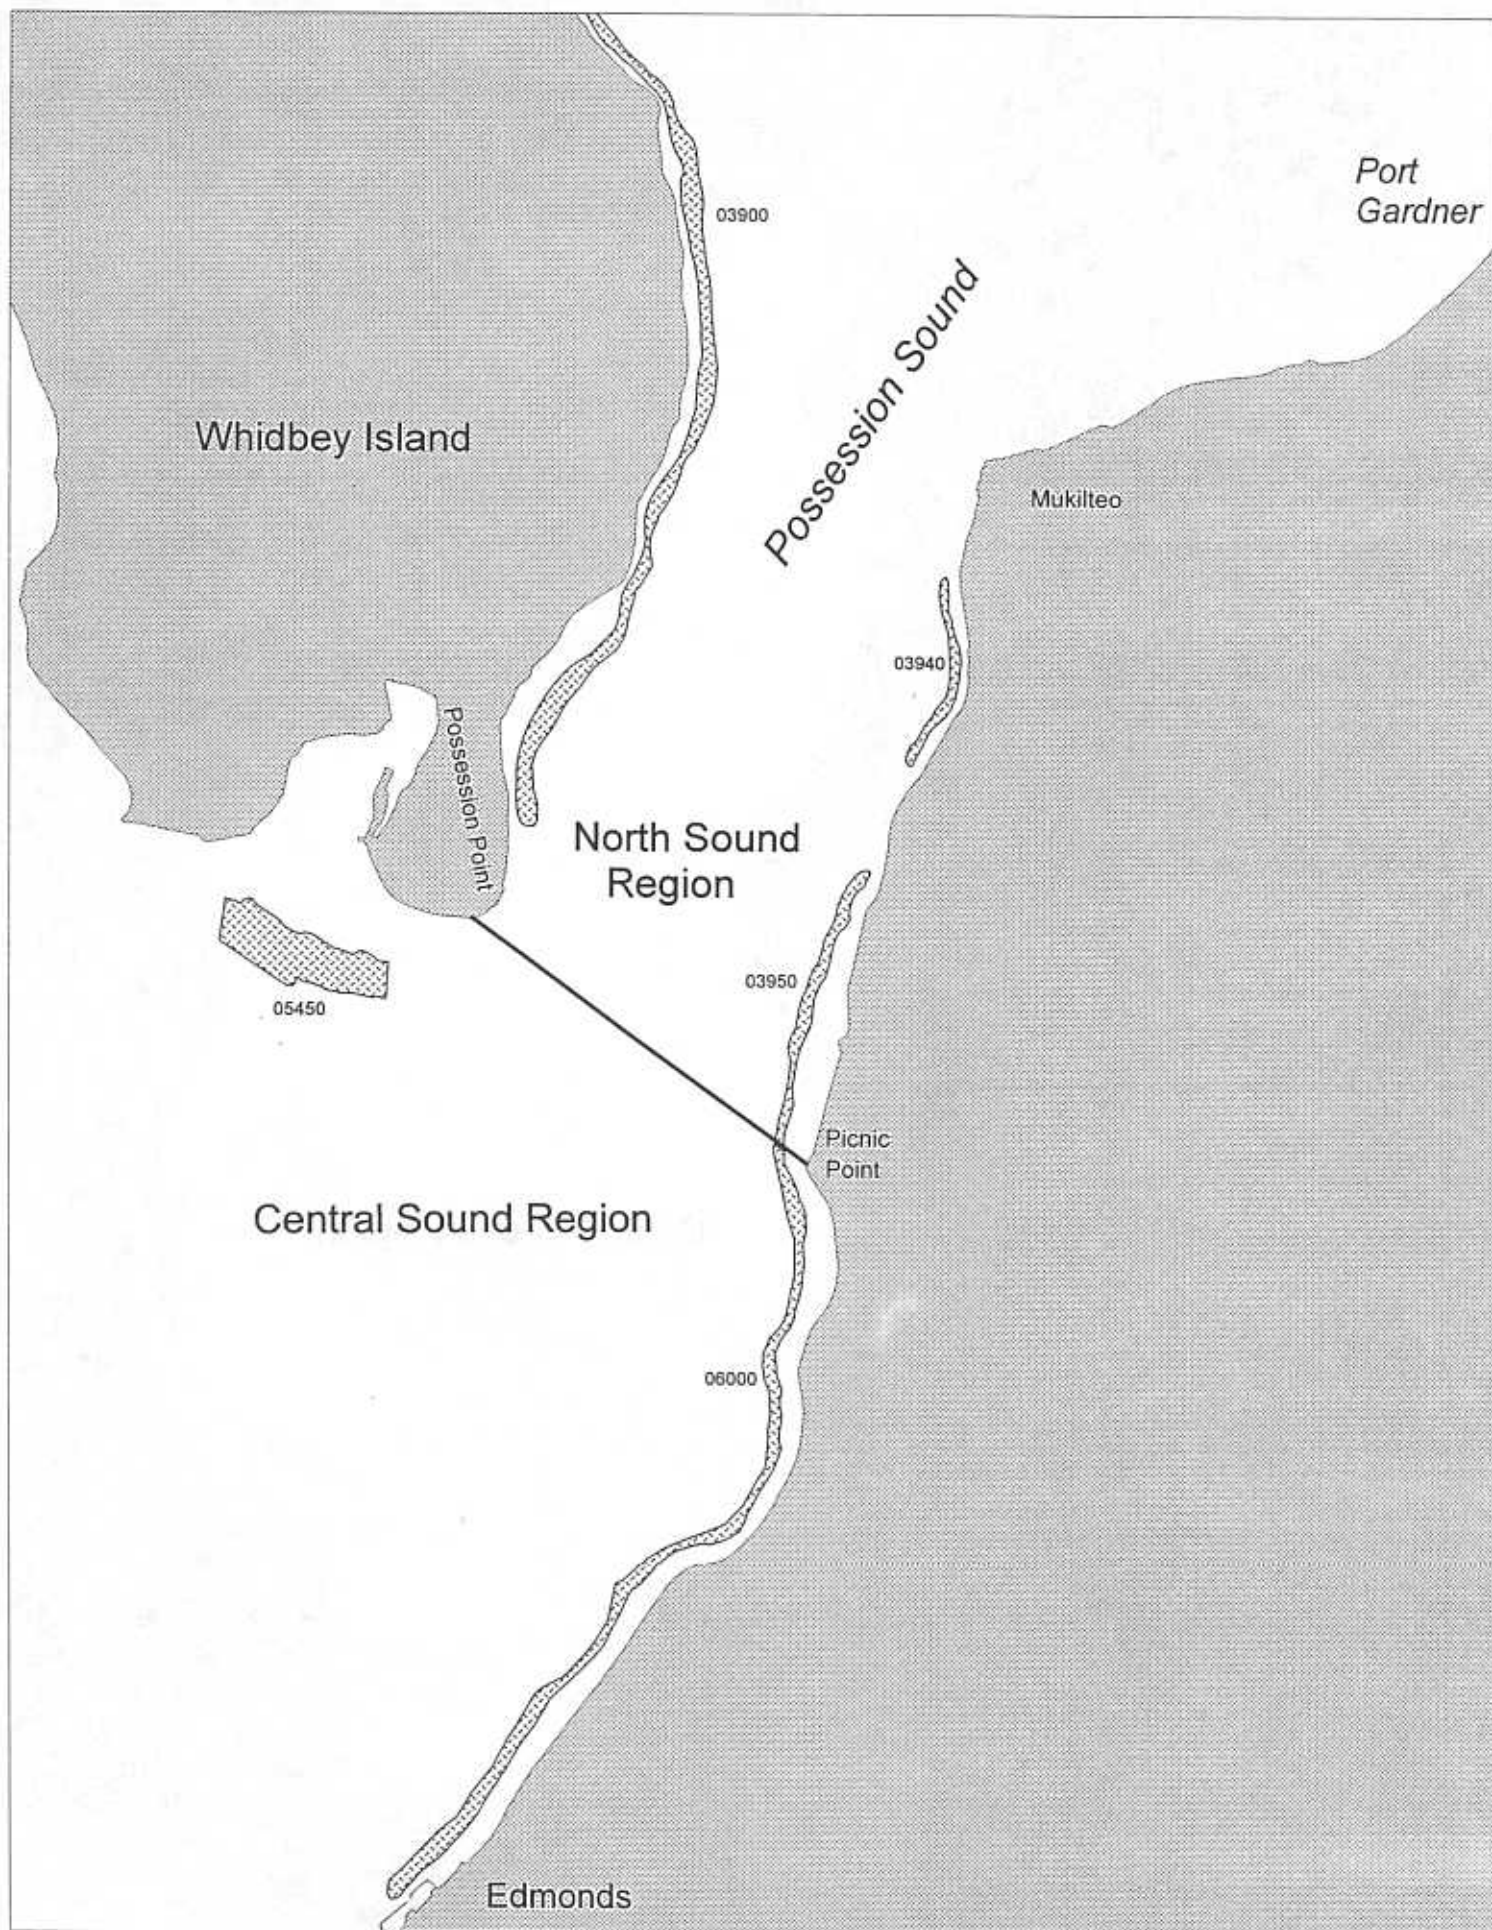 Port
Gardner
03900
Possession Sound
Whidbey Island
Mukilteo
03940
Possession Point
North Sound
Region
03950
05450
Picnic
Point
Central Sound Region
06000
Edmonds